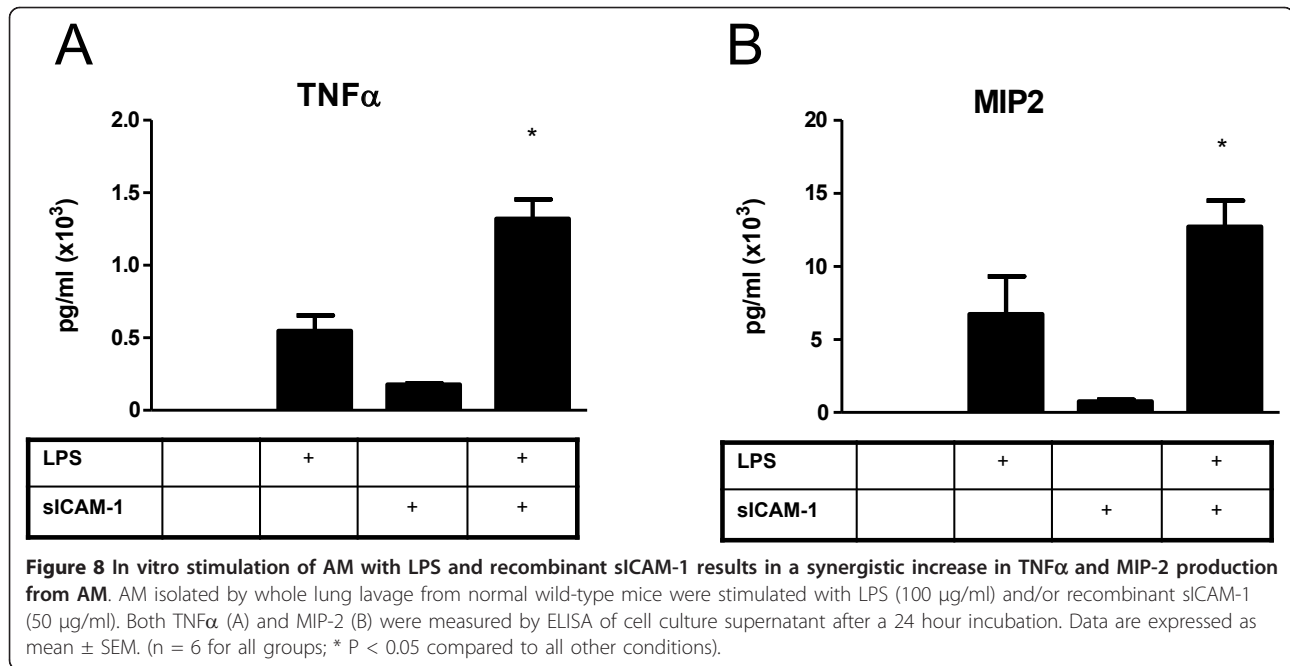 A
TNFα
2.0
1.5
1.0
0.5
0
pg/ml (x10³)
*
LPS + +
sICAM-1 + +
B
MIP2
20
15
10
5
0
pg/ml (x10³)
*
LPS + +
sICAM-1 + +
Figure 8 In vitro stimulation of AM with LPS and recombinant sICAM-1 results in a synergistic increase in TNFα and MIP-2 production
from AM. AM isolated by whole lung lavage from normal wild-type mice were stimulated with LPS (100 μg/ml) and/or recombinant sICAM-1
(50 μg/ml). Both TNFα (A) and MIP-2 (B) were measured by ELISA of cell culture supernatant after a 24 hour incubation. Data are expressed as
mean ± SEM. (n = 6 for all groups; * P < 0.05 compared to all other conditions).